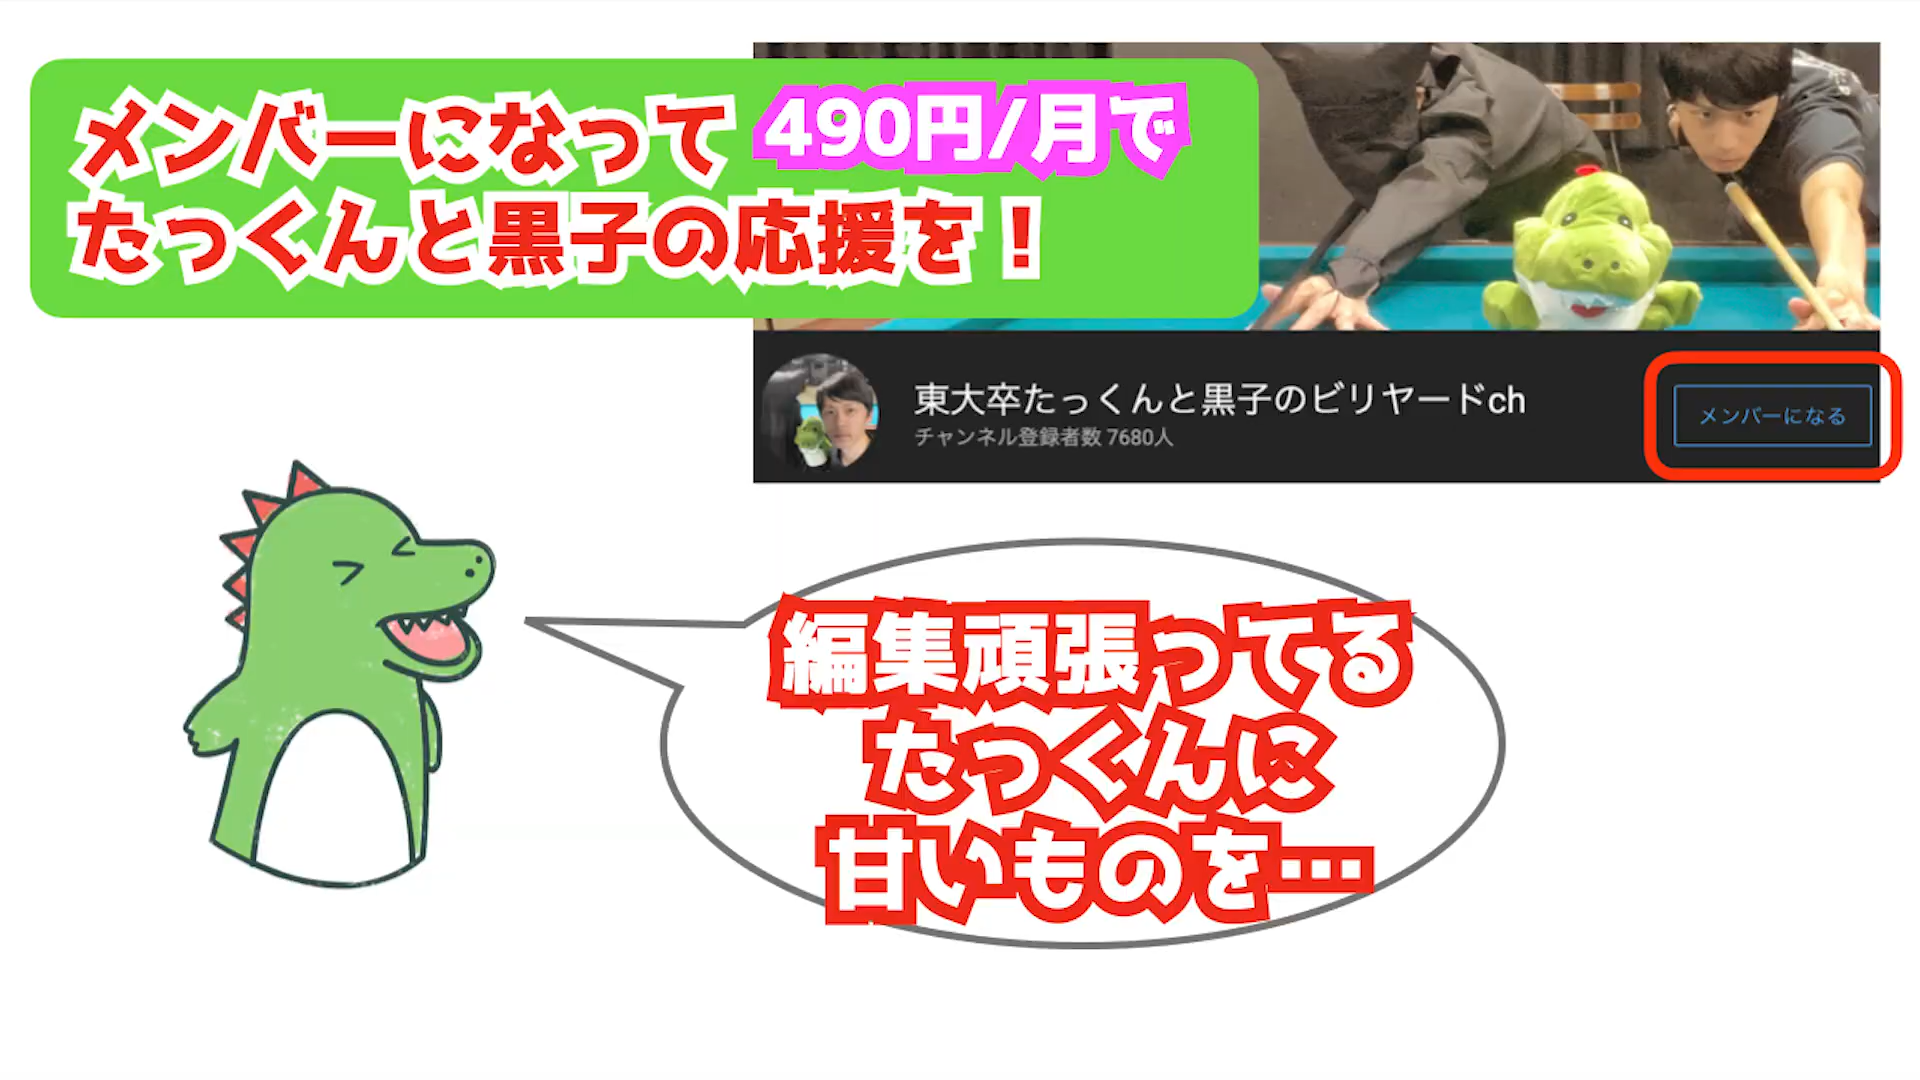 メンバーになって 490円/月で
たっくんと黒子の応援を！
東大卒たっくんと黒子のビリヤードch
チャンネル登録者数 7680人
メンバーになる
編集頑張ってる
たっくんに
甘いものを…